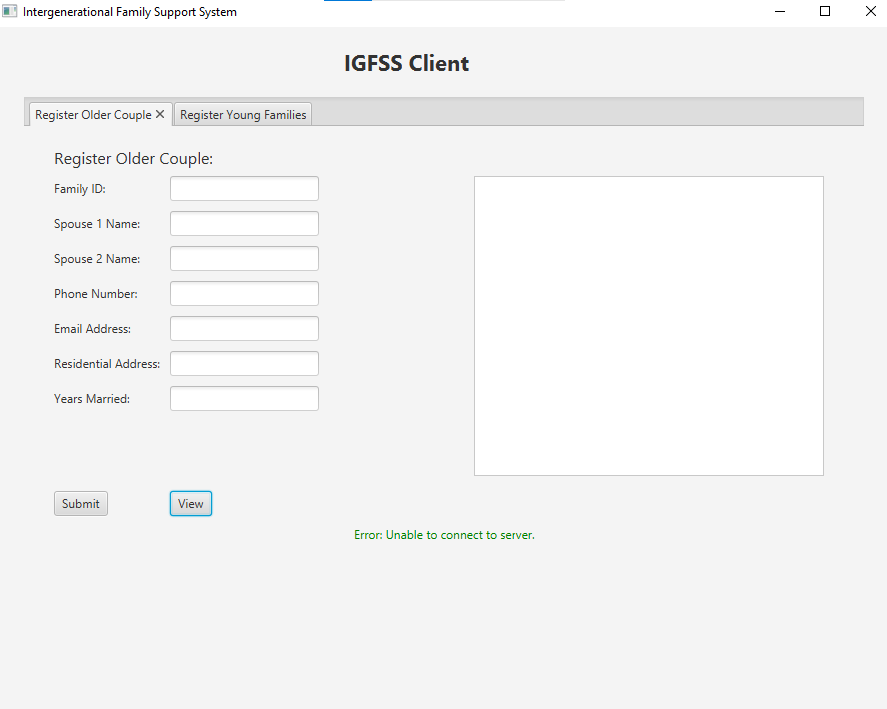 Intergenerational Family Support System
IGFSS Client
Register Older Couple
Register Young Families
Register Older Couple:
Family ID:
Spouse 1 Name:
Spouse 2 Name:
Phone Number:
Email Address:
Residential Address:
Years Married:
Submit
View
Error: Unable to connect to server.